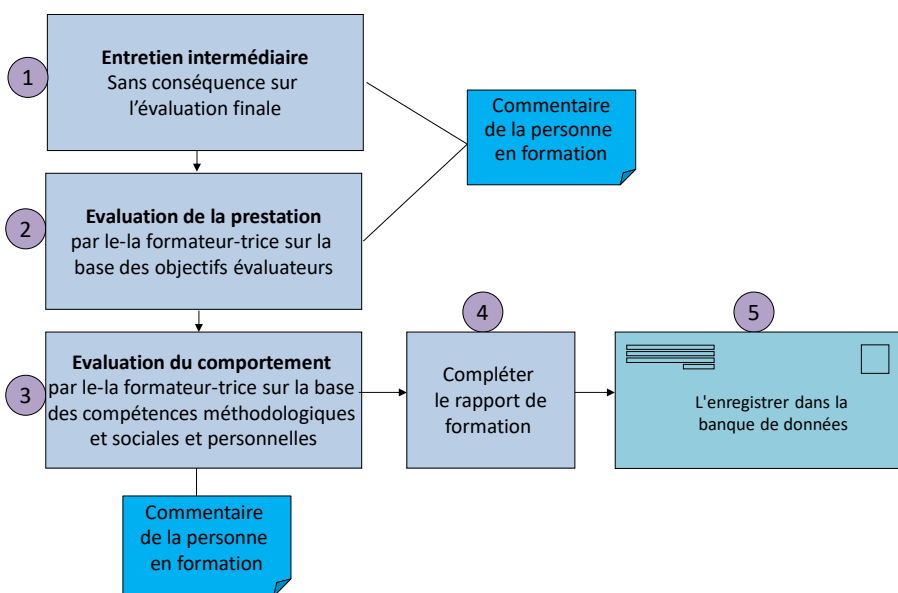 1
Entretien intermédiaire
Sans conséquence sur
l'évaluation finale
Commentaire
de la personne
en formation
2
Evaluation de la prestation
par le-la formateur-trice sur la
base des objectifs évaluateurs
3
Evaluation du comportement
par le-la formateur-trice sur la base
des compétences méthodologiques
et sociales et personnelles
4
Compléter
le rapport de
formation
5
L'enregistrer dans la
banque de données
Commentaire
de la personne
en formation